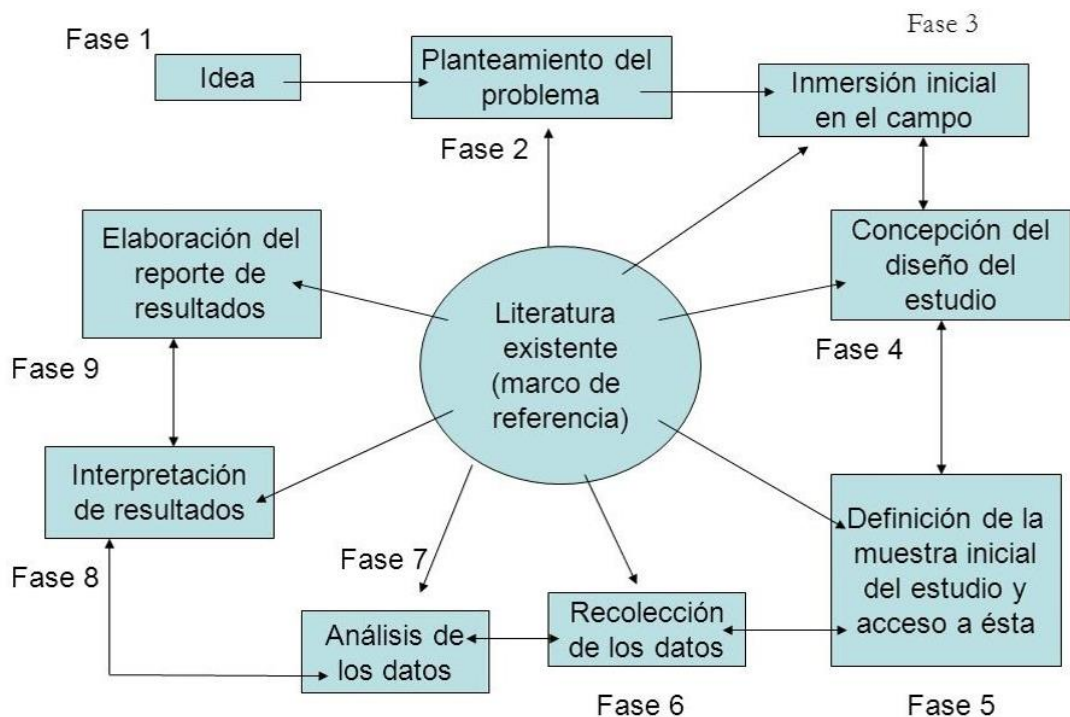 Fase 1
Idea
Planteamiento del
problema
Fase 2
Fase 3
Inmersión inicial
en el campo
Concepción del
diseño del
estudio
Fase 4
Definición de la
muestra inicial
del estudio y
acceso a ésta
Fase 5
Recolección
de los datos
Fase 6
Análisis de
los datos
Fase 7
Interpretación
de resultados
Fase 8
Elaboración del
reporte de
resultados
Fase 9
Literatura
existente
(marco de
referencia)